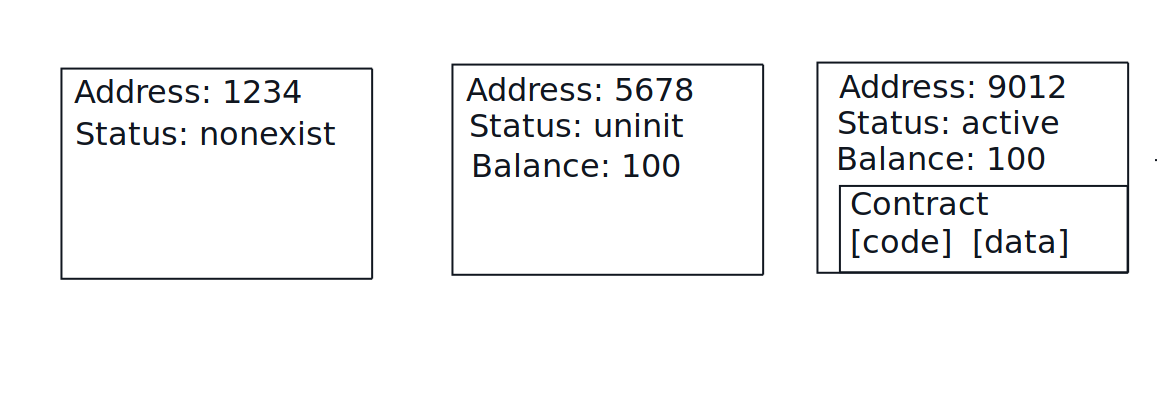 Address: 1234
Status: nonexist
Address: 5678
Status: uninit
Balance: 100
Address: 9012
Status: active
Balance: 100
Contract
[code]  [data]